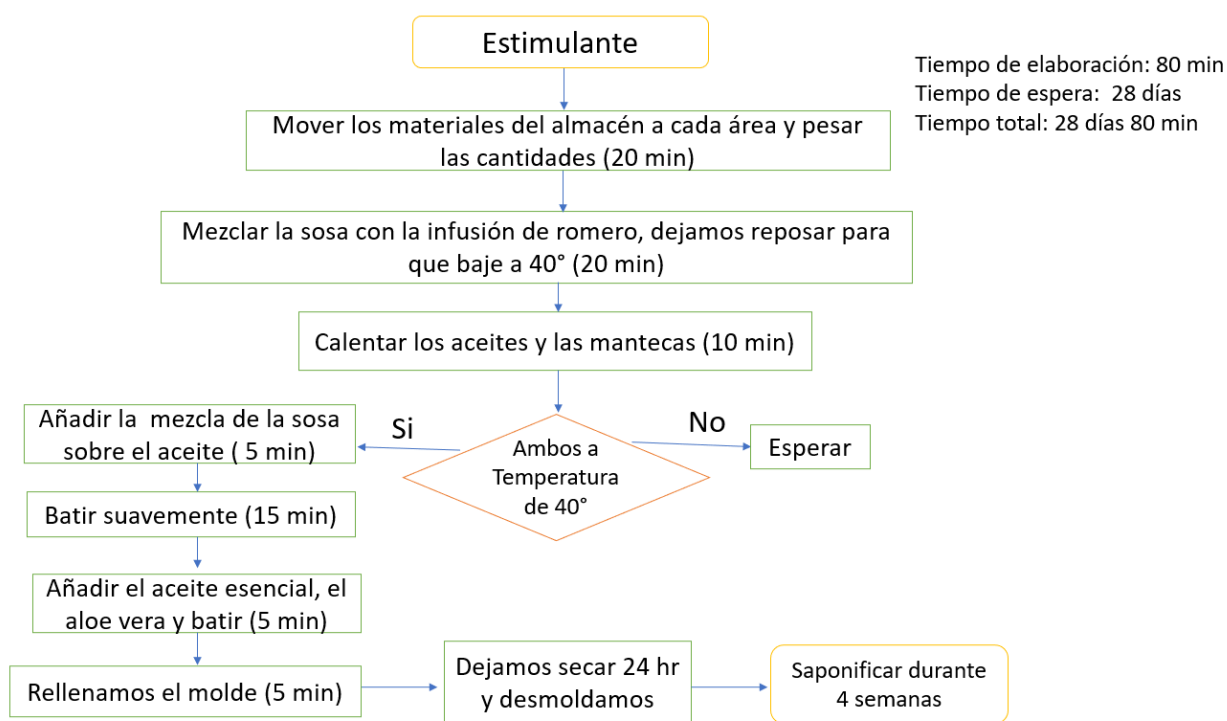 Estimulante
Tiempo de elaboración: 80 min
Tiempo de espera: 28 días
Tiempo total: 28 días 80 min
Mover los materiales del almacén a cada área y pesar
las cantidades (20 min)
Mezclar la sosa con la infusión de romero, dejamos reposar para
que baje a 40° (20 min)
Calentar los aceites y las mantecas (10 min)
Ambos a
Temperatura
de 40°
Si
No
Esperar
Añadir la mezcla de la sosa
sobre el aceite ( 5 min)
Batir suavemente (15 min)
Añadir el aceite esencial, el
aloe vera y batir (5 min)
Rellenamos el molde (5 min)
Dejamos secar 24 hr
y desmoldamos
Saponificar durante
4 semanas